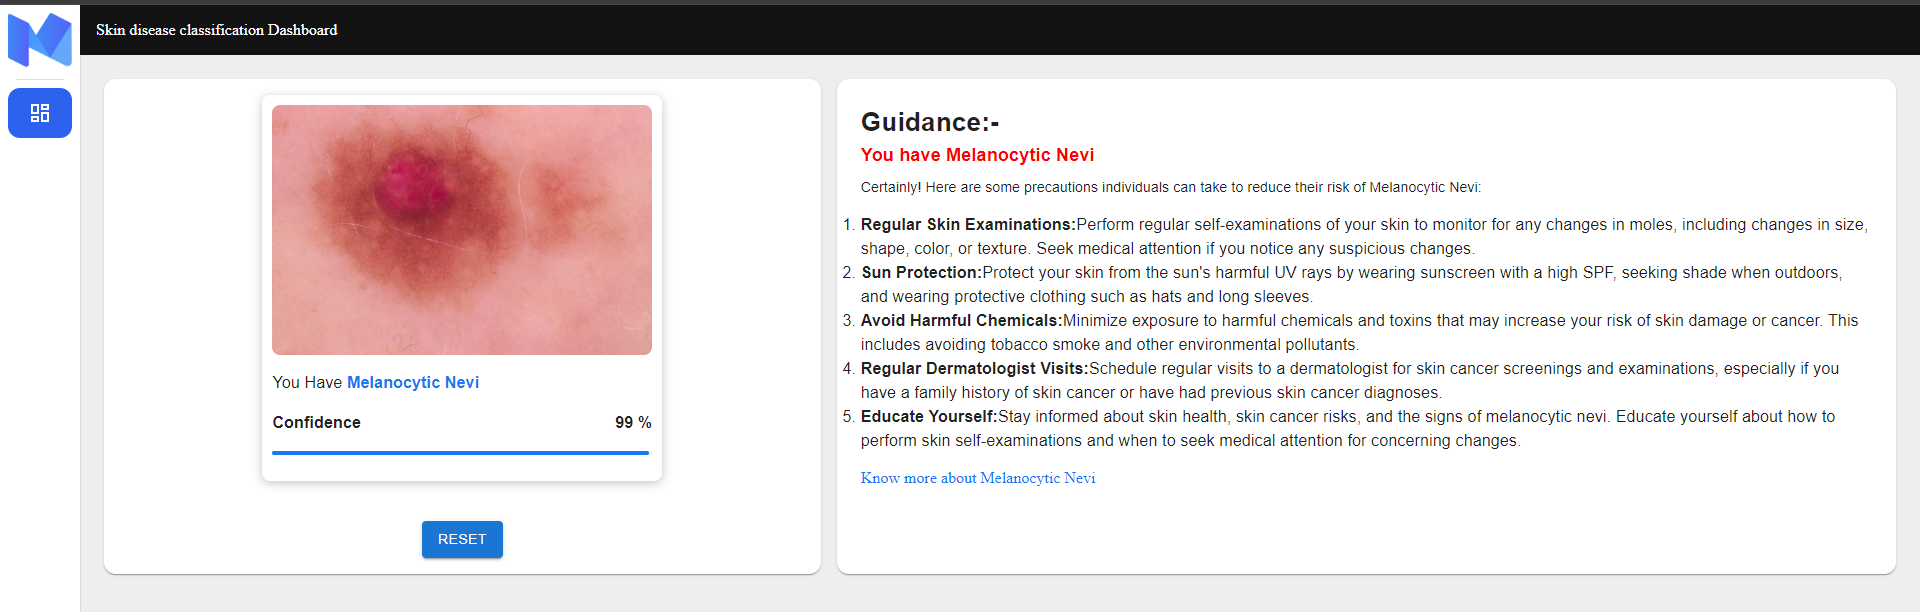 Skin disease classification Dashboard
You Have Melanocytic Nevi
Confidence 99 %
RESET
Guidance:-
You have Melanocytic Nevi
Certainly! Here are some precautions individuals can take to reduce their risk of Melanocytic Nevi:
1. Regular Skin Examinations:Perform regular self-examinations of your skin to monitor for any changes in moles, including changes in size,
shape, color, or texture. Seek medical attention if you notice any suspicious changes.
2. Sun Protection:Protect your skin from the sun's harmful UV rays by wearing sunscreen with a high SPF, seeking shade when outdoors,
and wearing protective clothing such as hats and long sleeves.
3. Avoid Harmful Chemicals:Minimize exposure to harmful chemicals and toxins that may increase your risk of skin damage or cancer. This
includes avoiding tobacco smoke and other environmental pollutants.
4. Regular Dermatologist Visits:Schedule regular visits to a dermatologist for skin cancer screenings and examinations, especially if you
have a family history of skin cancer or have had previous skin cancer diagnoses.
5. Educate Yourself:Stay informed about skin health, skin cancer risks, and the signs of melanocytic nevi. Educate yourself about how to
perform skin self-examinations and when to seek medical attention for concerning changes.
Know more about Melanocytic Nevi